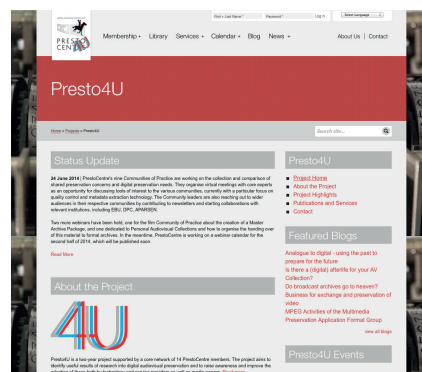 First + Last Name * Password * Log in Select Language
PRESTO
CENTRE
Membership + Library Services + Calendar + Blog News + About Us | Contact
Presto4U
Home » Projects » Presto4U
Search site...
Status Update
24 June 2014 | PrestoCentre's nine Communities of Practice are working on the collection and comparison of
shared preservation concerns and digital preservation needs. They organise virtual meetings with core experts
as an opportunity for discussing tools of interest to the various communities, currently with a particular focus on
quality control and metadata extraction technology. The Community leaders are also reaching out to wider
audiences in their respective communities by contributing to newsletters and starting collaborations with
relevant institutions, including EBU, DPC, APARSEN.
Two more webinars have been held, one for the film Community of Practice about the creation of a Master
Archive Package, and one dedicated to Personal Audiovisual Collections and how to organise the handing over
of this material to formal archives. In the meantime, PrestoCentre is working on a webinar calendar for the
second half of 2014, which will be published soon.
Read More
About the Project
4U
Presto4U is a two-year project supported by a core network of 14 PrestoCentre members. The project aims to
identify useful results of research into digital audiovisual preservation and to raise awareness and improve the
Presto4U
Project Home
About the Project
Project Highlights
Publications and Services
Contact
Featured Blogs
Analogue to digital - using the past to
prepare for the future
Is there a (digital) afterlife for your AV
Collection?
Do broadcast archives go to heaven?
Business for exchange and preservation of
video
MPEG Activities of the Multimedia
Preservation Application Format Group
view all blogs
Presto4U Events